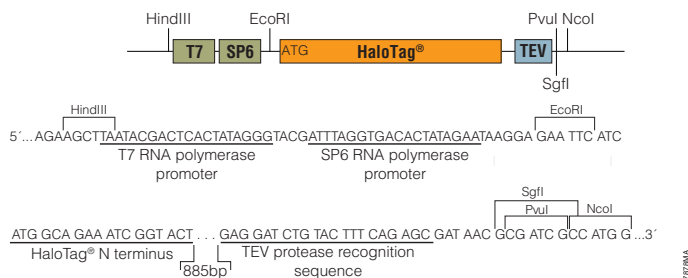 HindIII EcoRI PvuI NcoI
T7 SP6 ATG HaloTag® TEV
SgfI
HindIII EcoRI
5´...AGAAGCTTAATACGACTCACTATAGGGTACGATTTAGGTGACACTATAGAATAAGGA GAA TTC ATC
T7 RNA polymerase promoter SP6 RNA polymerase promoter
SgfI
PvuI NcoI
ATG GCA GAA ATC GGT ACT . . . GAG GAT CTG TAC TTT CAG AGC GAT AAC GCG ATC GCC ATG G...3´
HaloTag® N terminus 885bp TEV protease recognition sequence